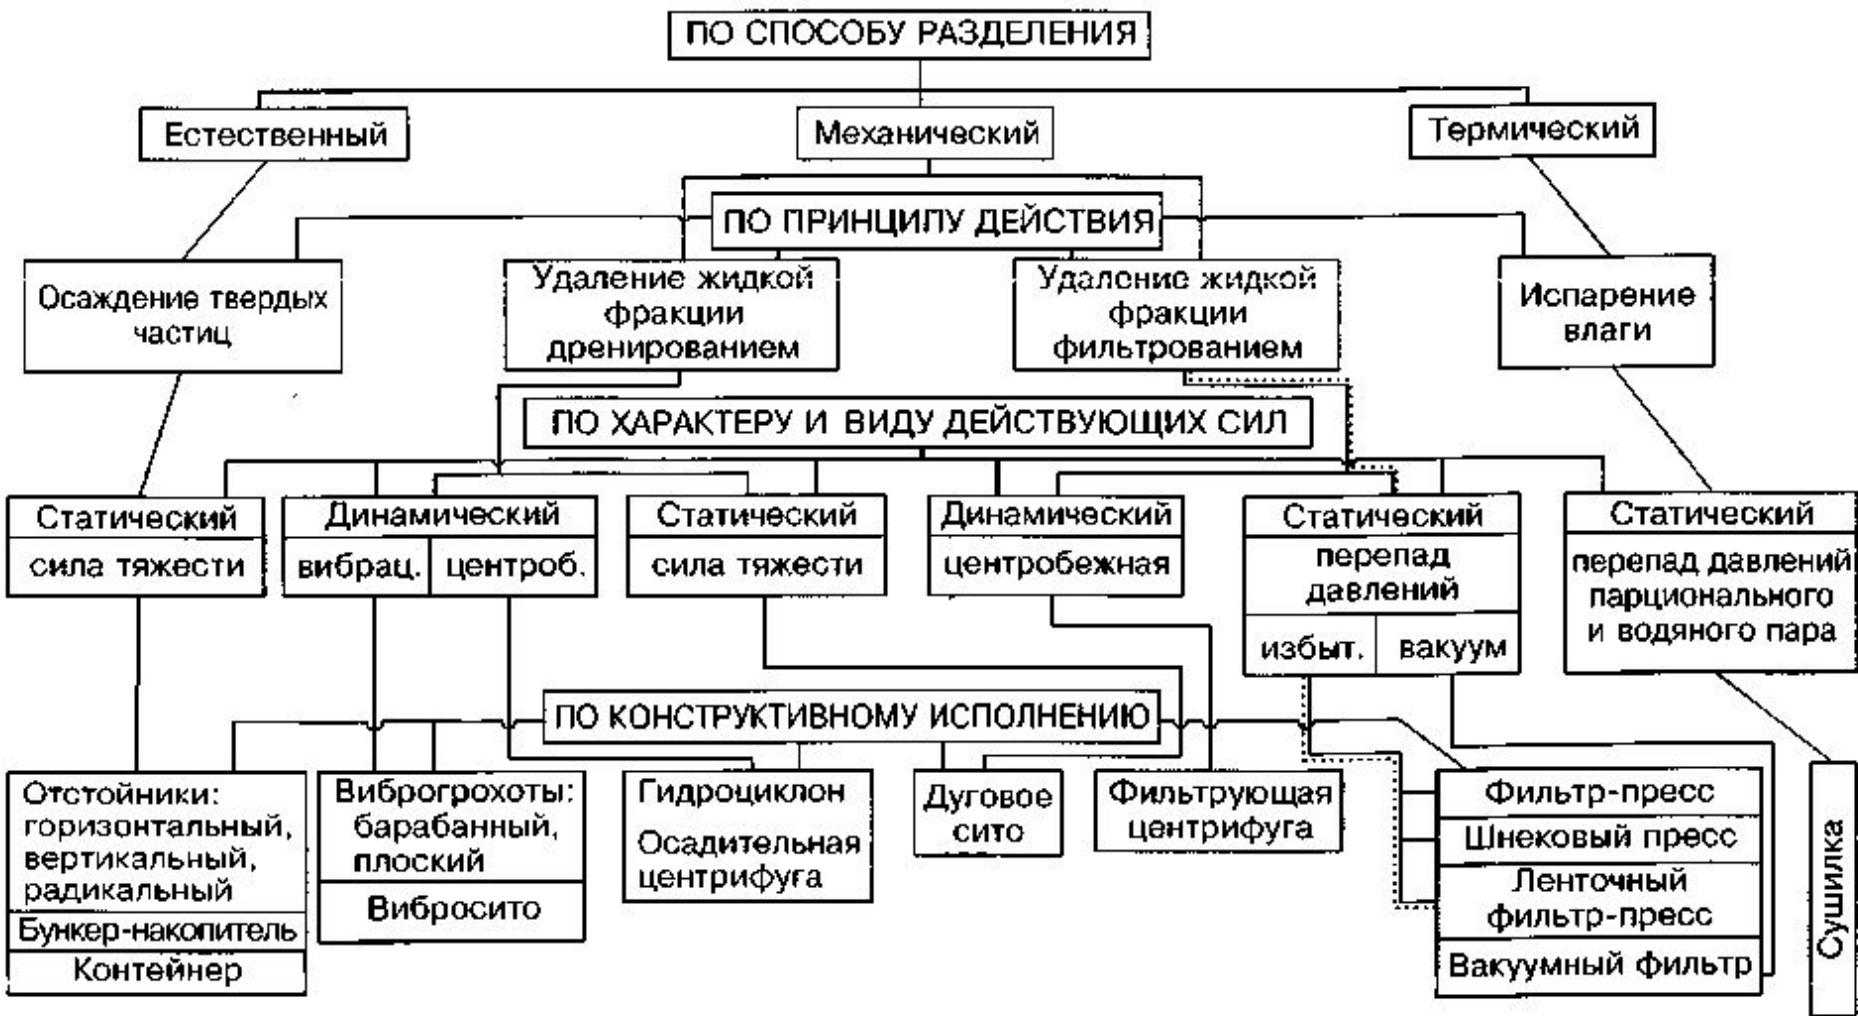 ПО СПОСОБУ РАЗДЕЛЕНИЯ
Естественный
Механический
Термический
ПО ПРИНЦИЛУ ДЕЙСТВИЯ
Осаждение твердых
частиц
Удаление жидкой
фракции
дренированием
Удаление жидкой
фракции
фильтрованием
Испарение
влаги
ПО ХАРАКТЕРУ И ВИДУ ДЕЙСТВУЮЩИХ СИЛ
Статический
сила тяжести
Динамический
вибрац.
центроб.
Статический
сила тяжести
Динамический
центробежная
Статический
перепад
давлений
избыт.
вакуум
Статический
перепад давлений
парционального
и водяного пара
ПО КОНСТРУКТИВНОМУ ИСПОЛНЕНИЮ
Отстойники:
горизонтальный,
вертикальный,
радикальный
Бункер-накопитель
Контейнер
Виброгрохоты:
барабанный,
плоский
Вибросито
Гидроциклон
Осадительная
центрифуга
Дуговое
сито
Фильтрующая
центрифуга
Фильтр-пресс
Шнековый пресс
Ленточный
фильтр-пресс
Вакуумный фильтр
Сушилка